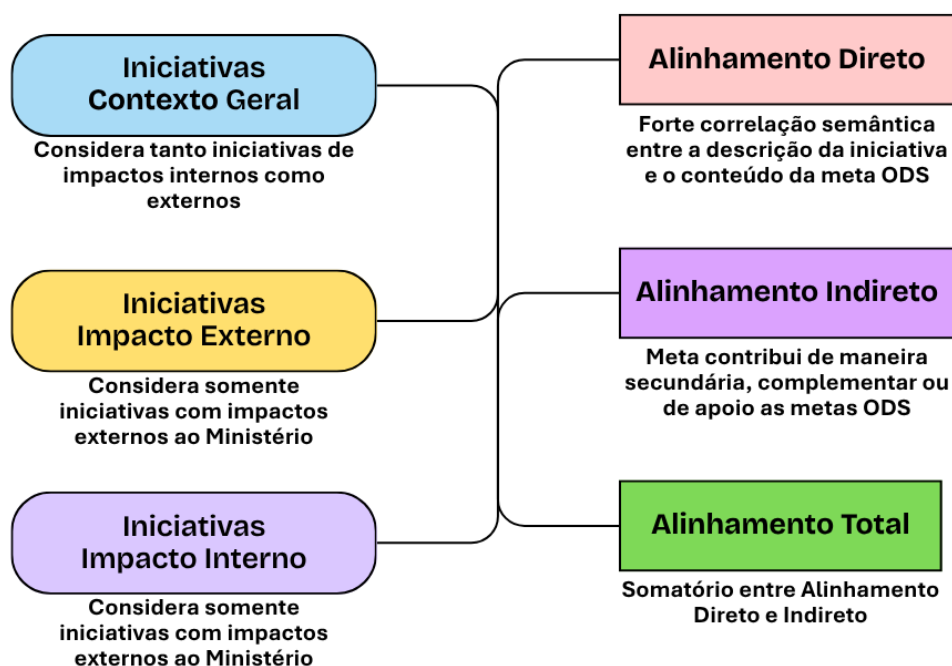 Iniciativas
Contexto Geral
Considera tanto iniciativas de
impactos internos como
externos
Iniciativas
Impacto Externo
Considera somente
iniciativas com impactos
externos ao Ministério
Iniciativas
Impacto Interno
Considera somente
iniciativas com impactos
externos ao Ministério
Alinhamento Direto
Forte correlação semântica
entre a descrição da iniciativa
e o conteúdo da meta ODS
Alinhamento Indireto
Meta contribui de maneira
secundária, complementar ou
de apoio as metas ODS
Alinhamento Total
Somatório entre Alinhamento
Direto e Indireto